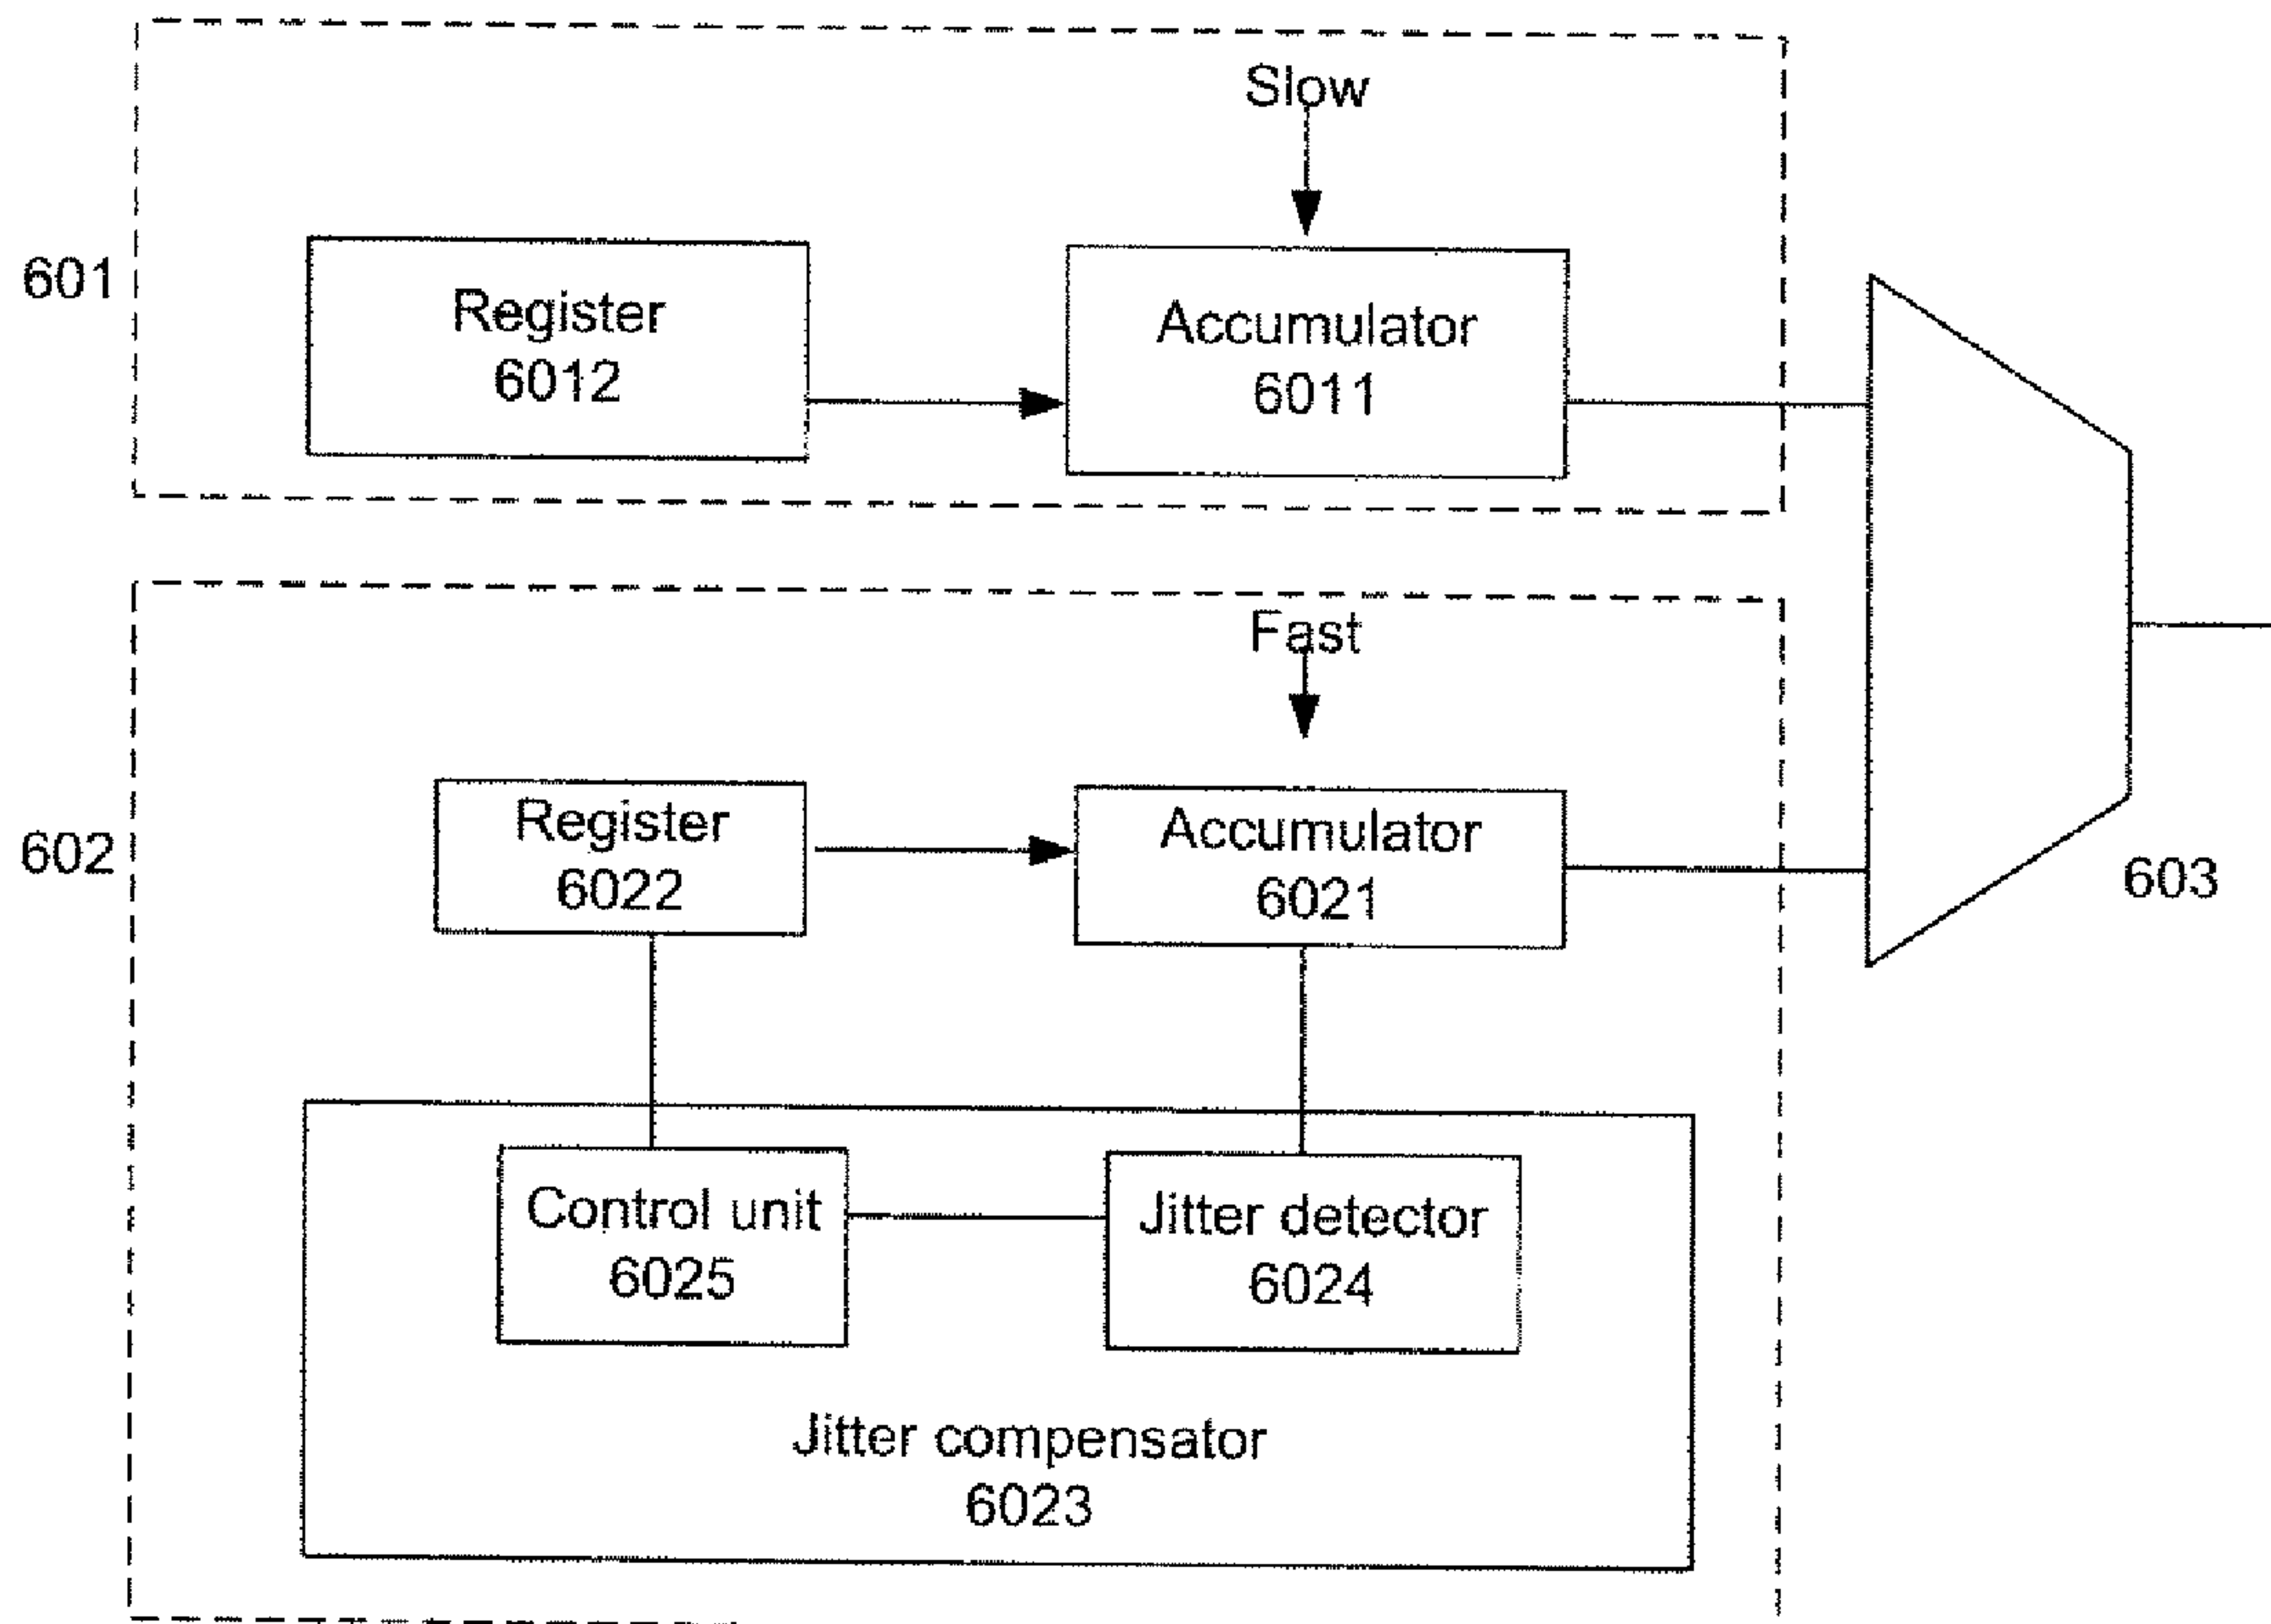 Slow
601
Register
6012
Accumulator
6011
Fast
602
Register
6022
Accumulator
6021
603
Control unit
6025
Jitter detector
6024
Jitter compensator
6023